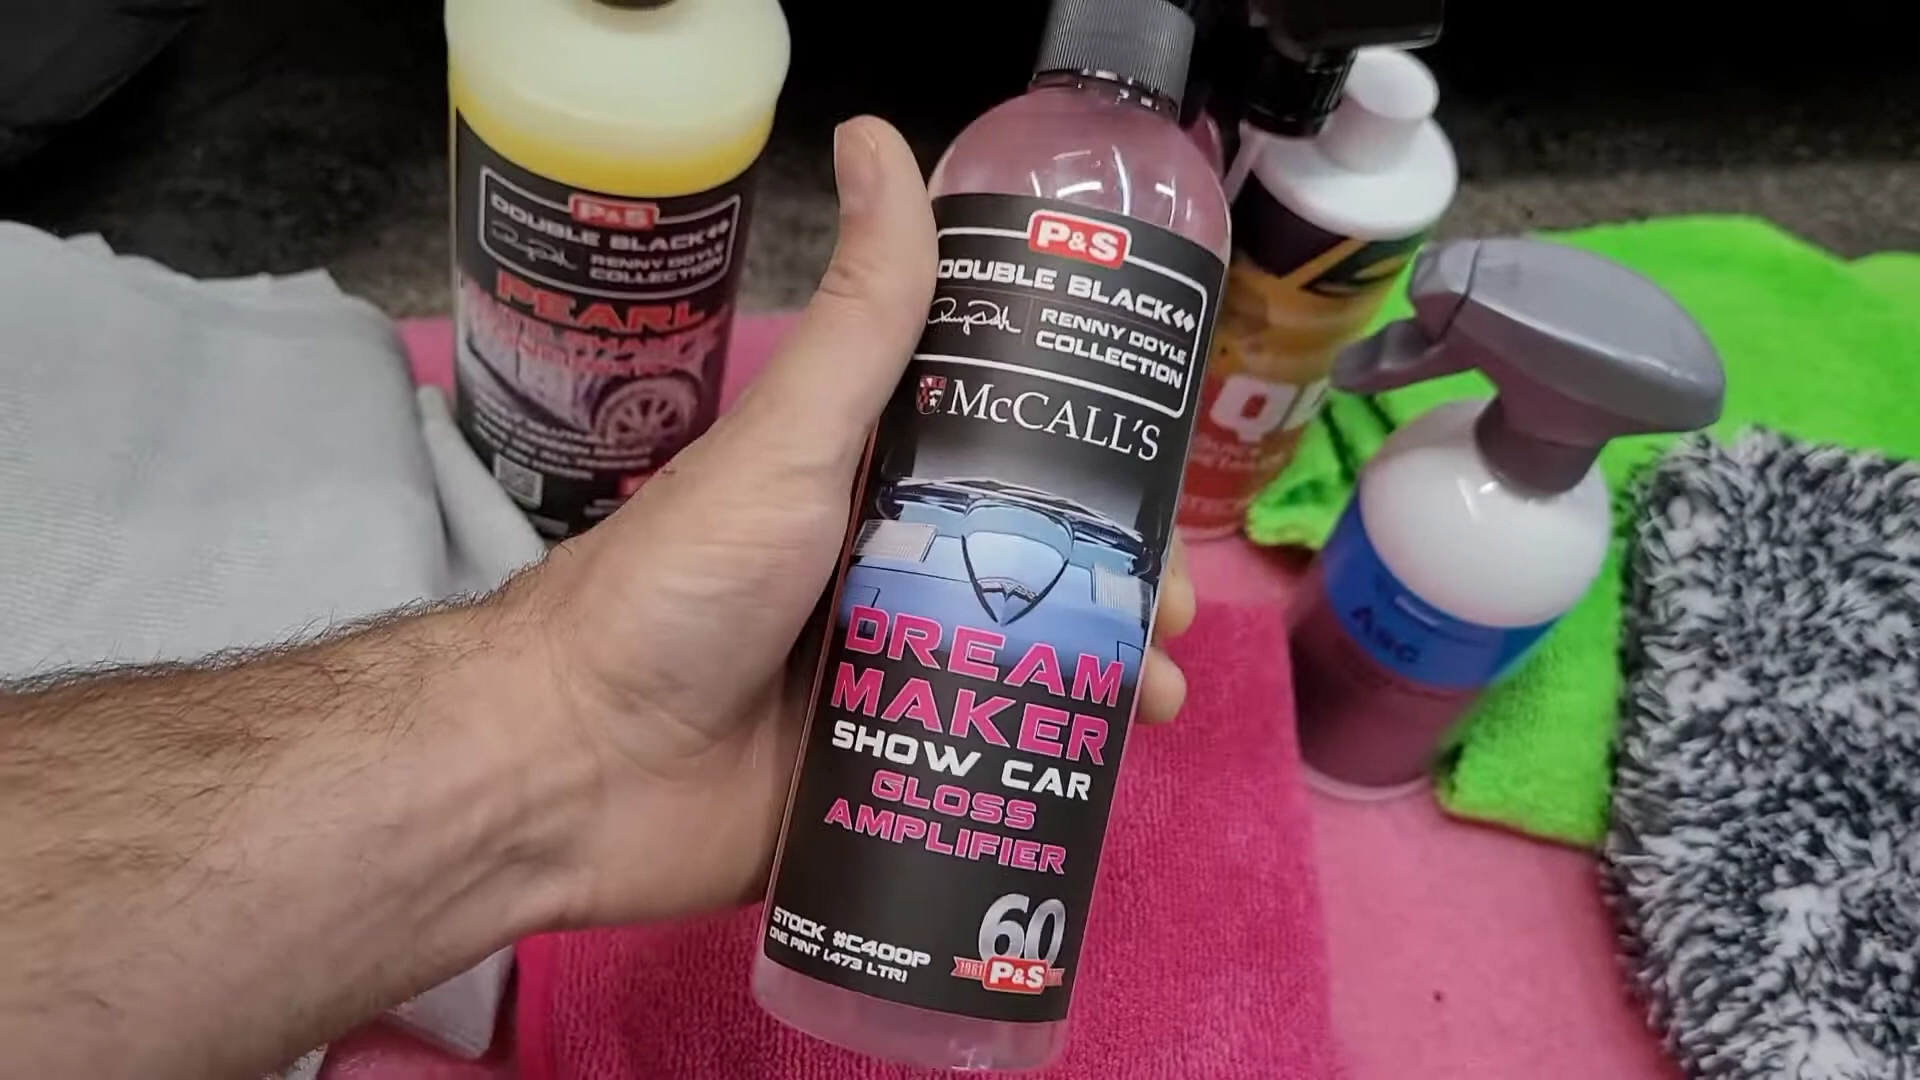 P&S
DOUBLE BLACK
RENNY DOYLE
COLLECTION
PEARL
P&S
DOUBLE BLACK
RENNY DOYLE
COLLECTION
McCALL'S
DREAM
MAKER
SHOW CAR
GLOSS
AMPLIFIER
STOCK #C400P
ONE PINT (473 LTR)
60
1961 P&S
Q